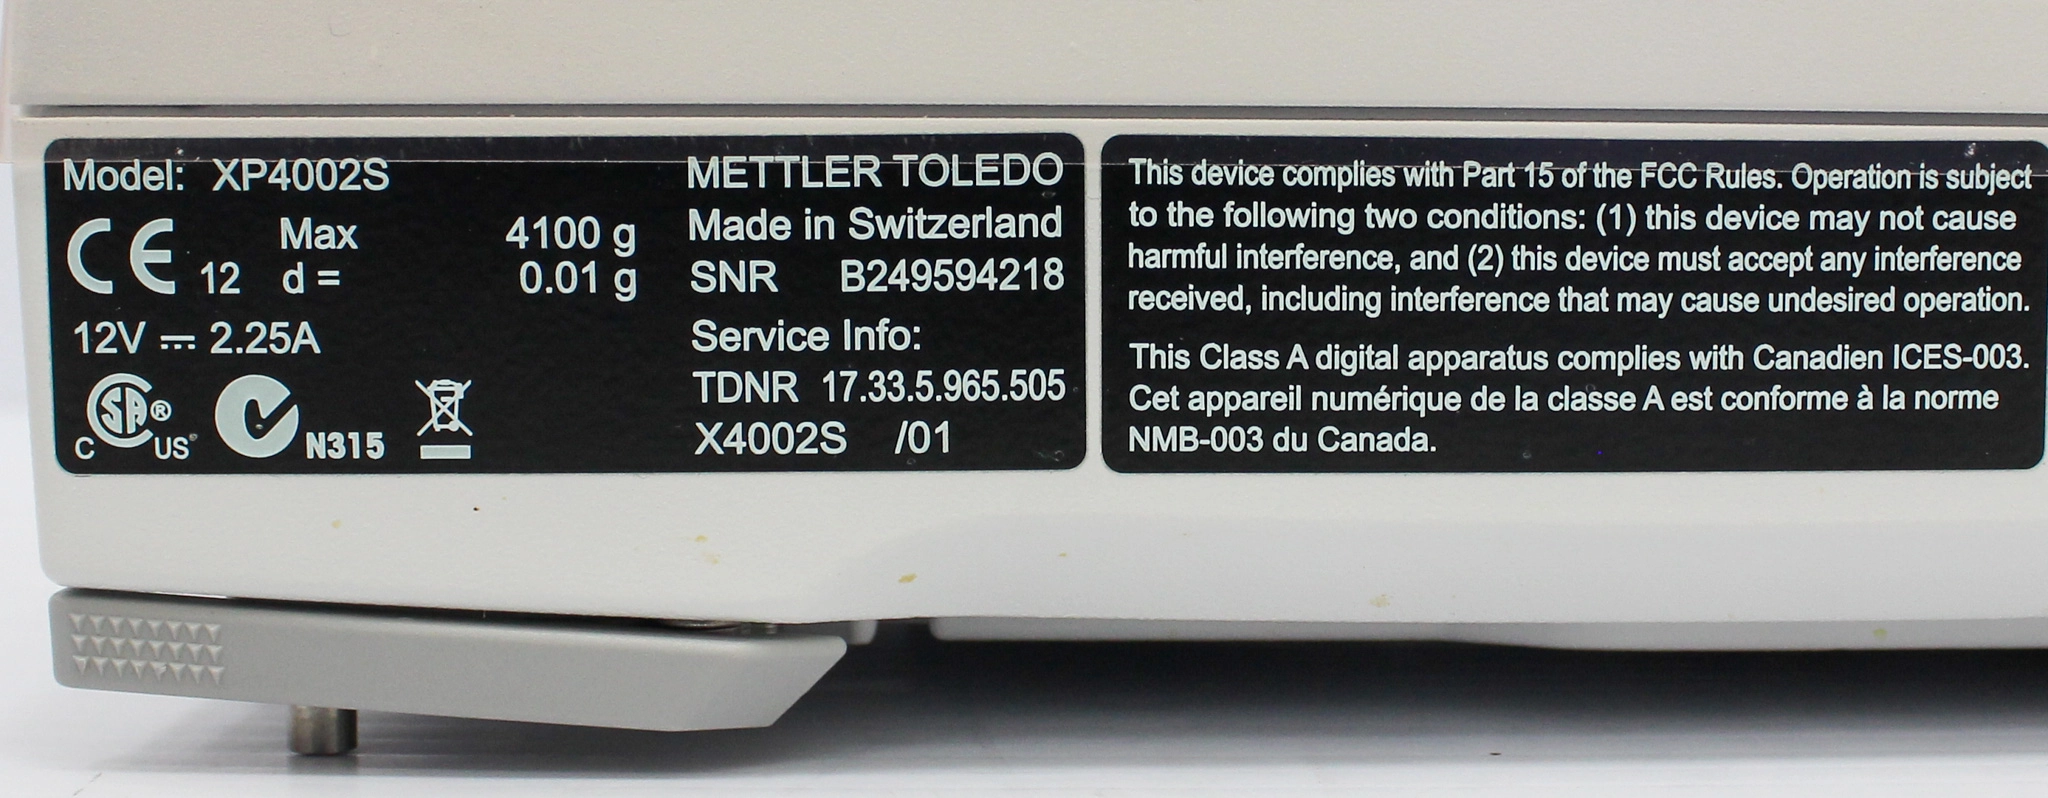 Model: XP4002S
CE 12
Max 4100 g
d = 0.01 g
12V ⎓ 2.25A
C SA® US
N315
METTLER TOLEDO
Made in Switzerland
SNR B249594218
Service Info:
TDNR 17.33.5.965.505
X4002S /01
This device complies with Part 15 of the FCC Rules. Operation is subject
to the following two conditions: (1) this device may not cause
harmful interference, and (2) this device must accept any interference
received, including interference that may cause undesired operation.
This Class A digital apparatus complies with Canadien ICES-003.
Cet appareil numérique de la classe A est conforme à la norme
NMB-003 du Canada.